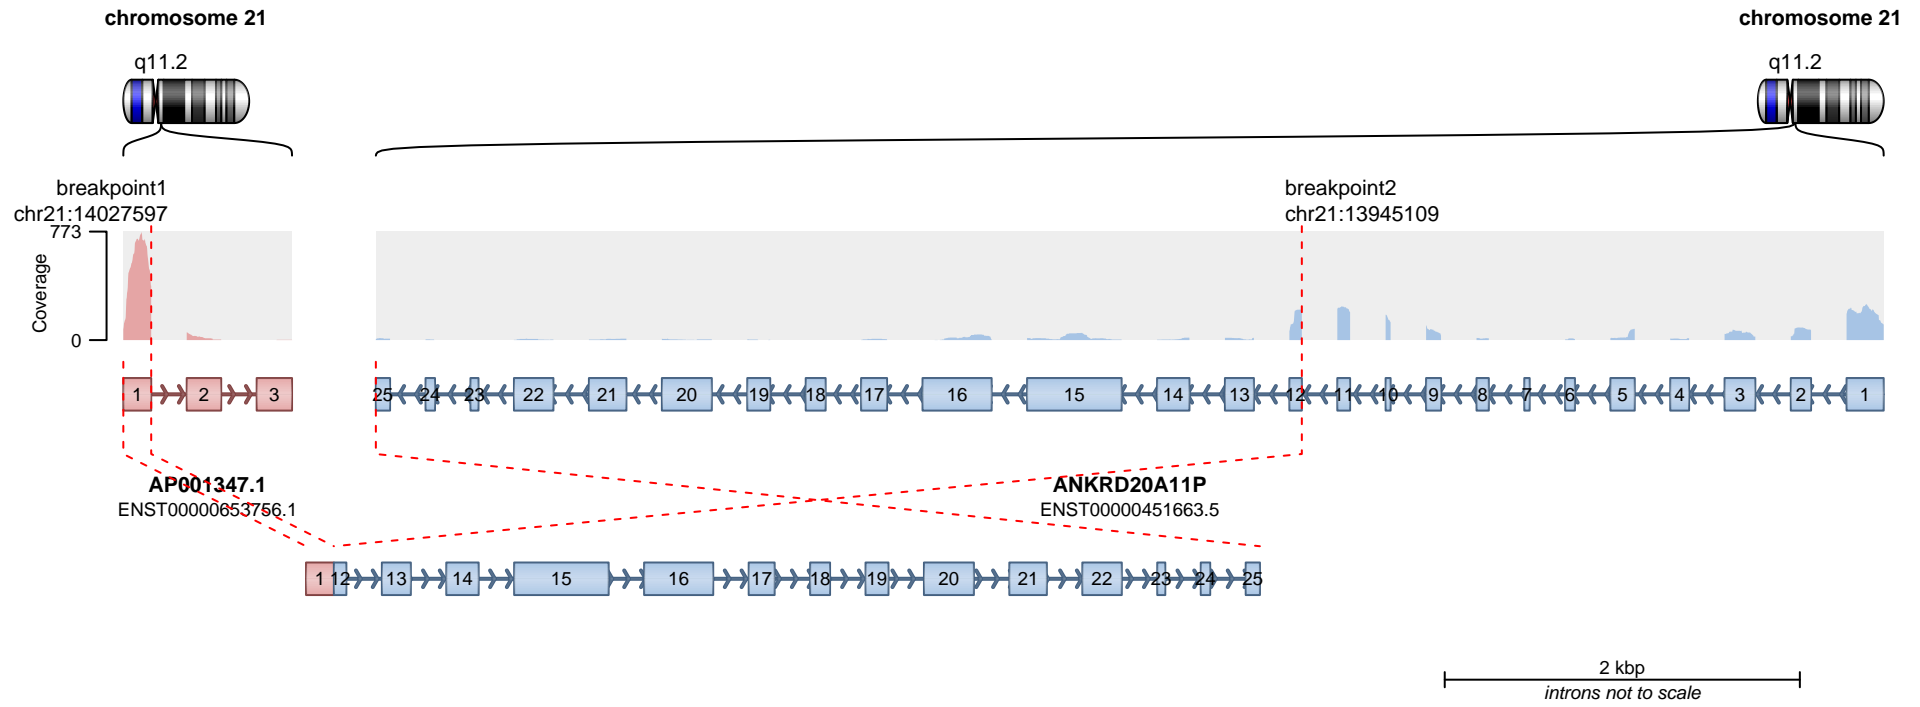 chromosome 21
chromosome 21
q11.2
q11.2
breakpoint1
chr21:14027597
breakpoint2
chr21:13945109
773
Coverage
0
1 2 3
25 24 23 22 21 20 19 18 17 16 15 14 13 12 11 10 9 8 7 6 5 4 3 2 1
AP001347.1
ENST00000653756.1
ANKRD20A11P
ENST00000451663.5
1 12 13 14 15 16 17 18 19 20 21 22 23 24 25
2 kbp
introns not to scale